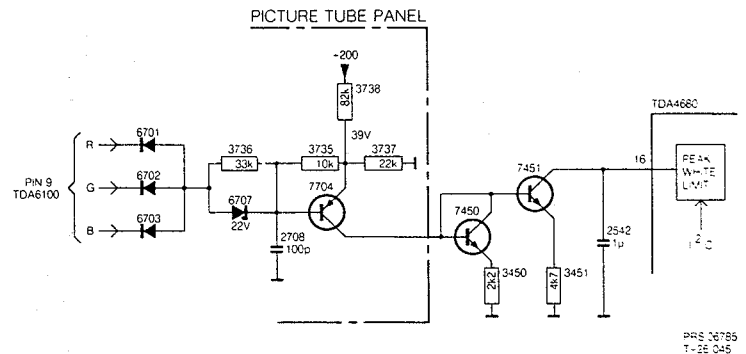 PICTURE TUBE PANEL
+200
3738
82k
TDA4680
39V
6701
R
3736
33k
3735
10k
3737
22k
7451
16
PEAK
WHITE
LIMIT
PIN 9
TDA6100
6702
G
6707
22V
7704
6703
B
2708
100p
7450
2542
1µ
I²C
3450
2k2
3451
4k7
PRS 06785
T-26 045